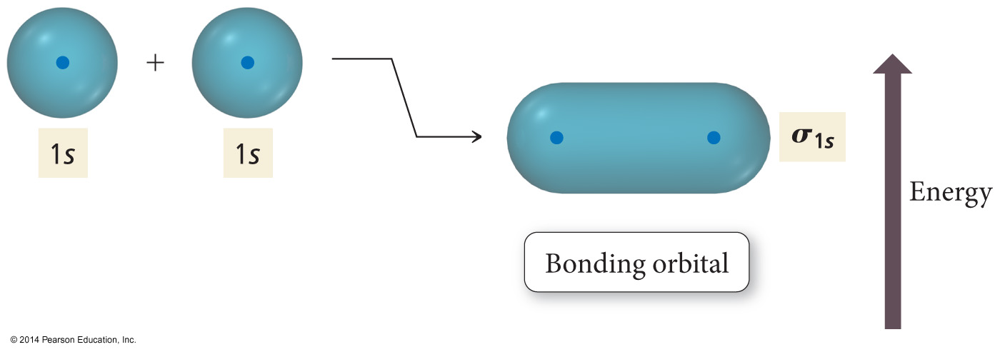 +
1s
1s
σ1s
Energy
Bonding orbital
© 2014 Pearson Education, Inc.